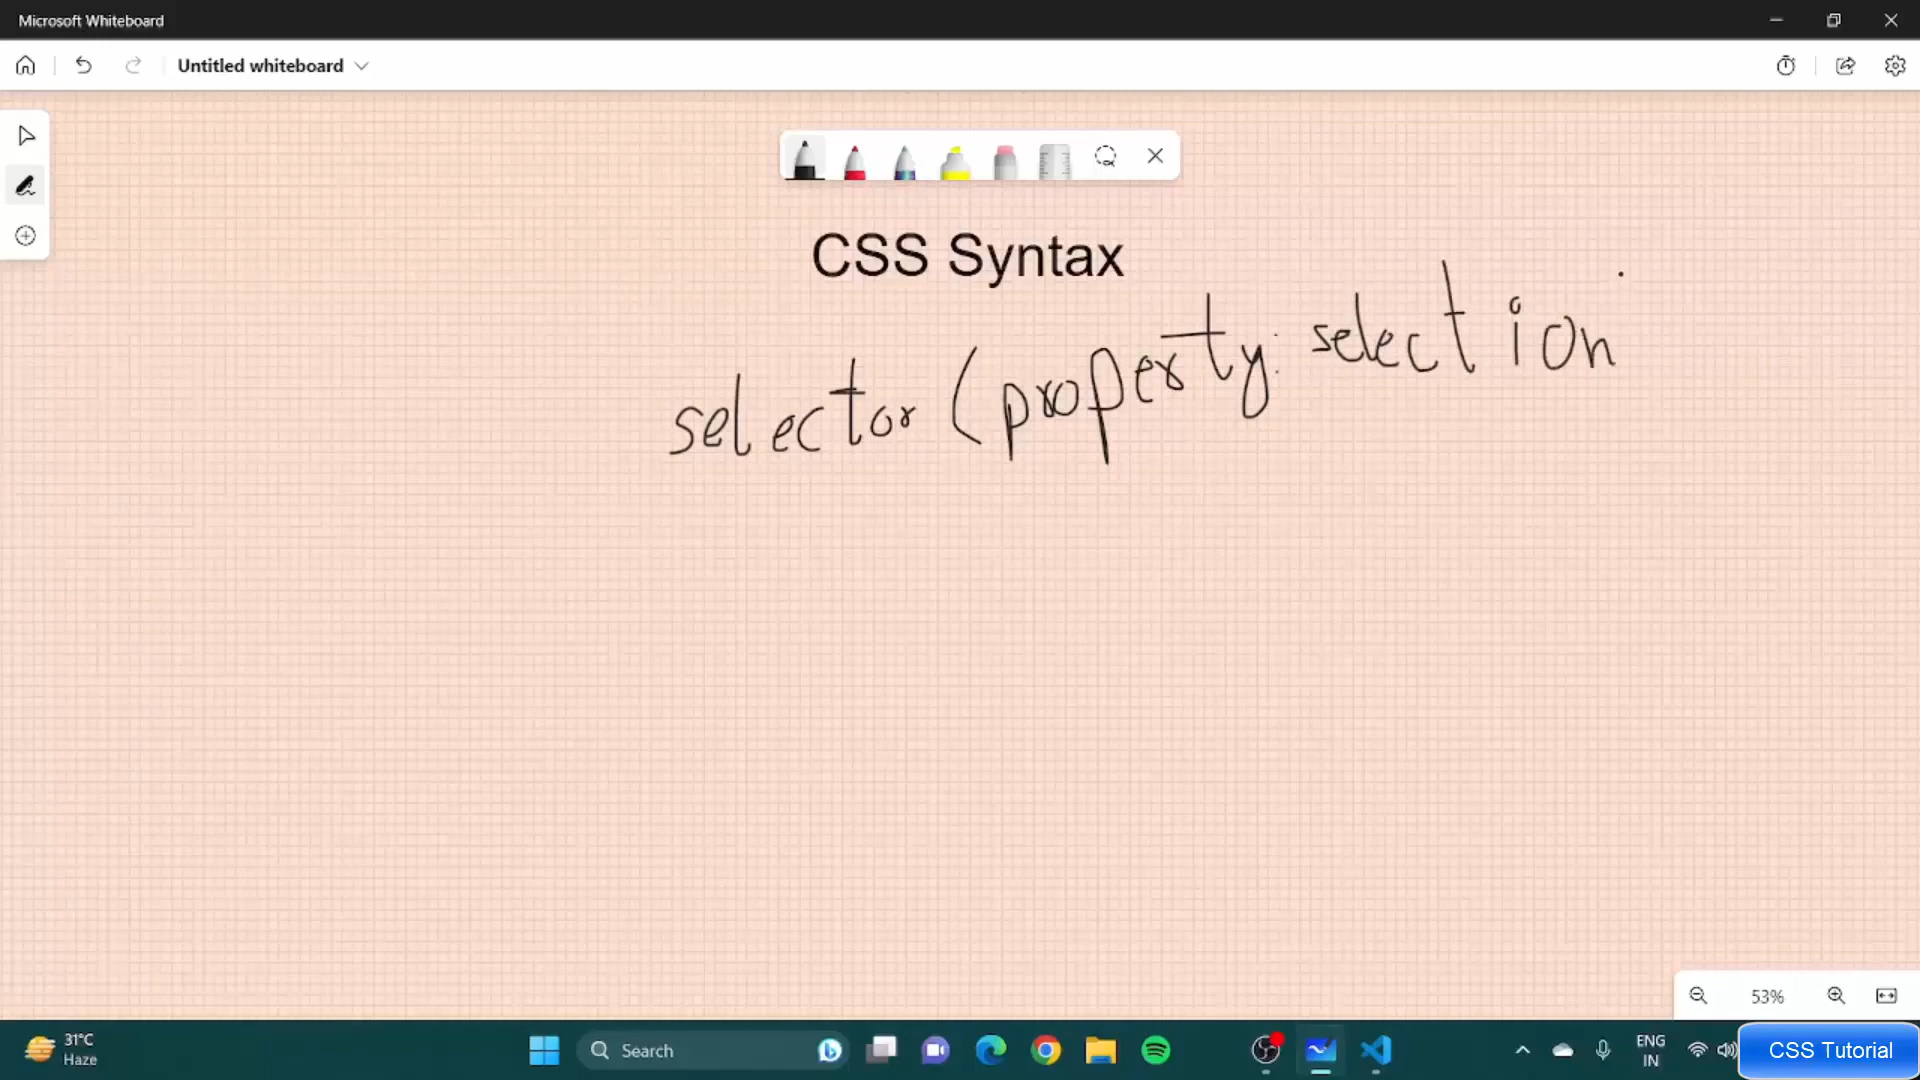 Microsoft Whiteboard
Untitled whiteboard
CSS Syntax
selector (property: selection
53%
31°C
Haze
Search
ENG
IN
CSS Tutorial